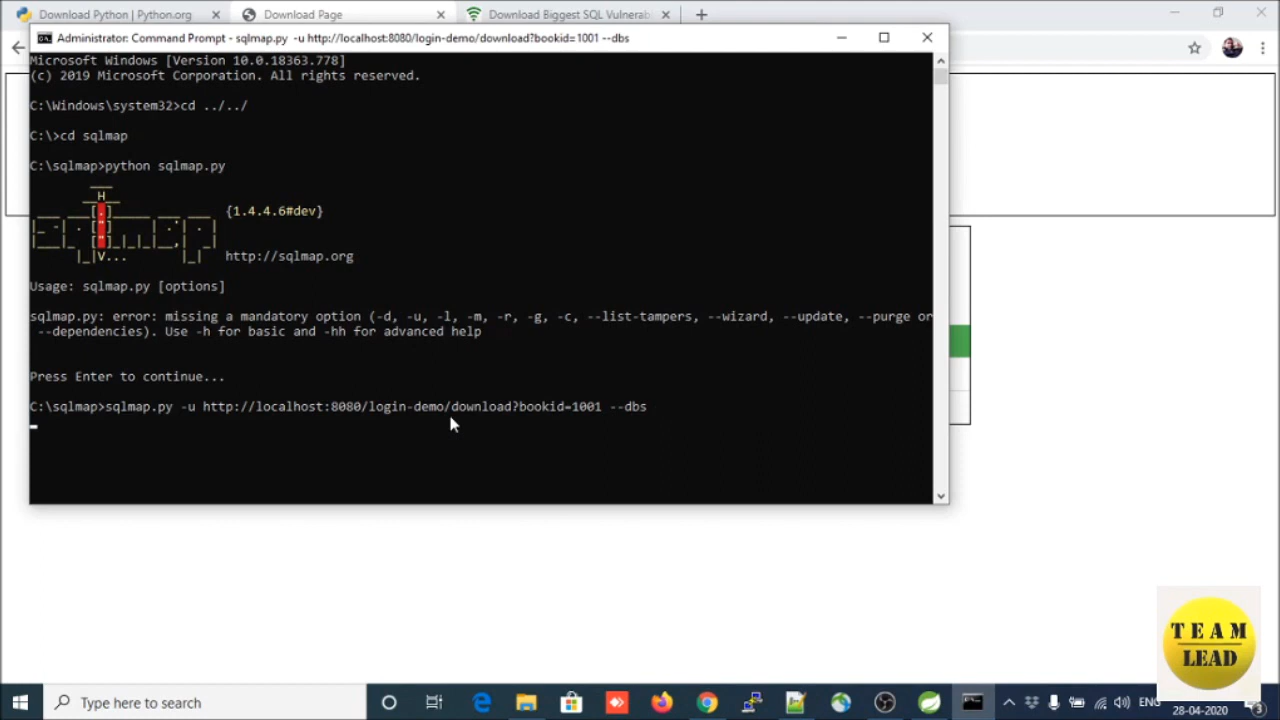 Download Python | Python.org
Download Page
Download Biggest SQL Vulnerab
Administrator: Command Prompt - sqlmap.py -u http://localhost:8080/login-demo/download?bookid=1001 --dbs
Microsoft Windows [Version 10.0.18363.778]
(c) 2019 Microsoft Corporation. All rights reserved.
C:\Windows\system32>cd ../../
C:\>cd sqlmap
C:\sqlmap>python sqlmap.py
{1.4.4.6#dev}
http://sqlmap.org
Usage: sqlmap.py [options]
sqlmap.py: error: missing a mandatory option (-d, -u, -l, -m, -r, -g, -c, --list-tampers, --wizard, --update, --purge or
--dependencies). Use -h for basic and -hh for advanced help
Press Enter to continue...
C:\sqlmap>sqlmap.py -u http://localhost:8080/login-demo/download?bookid=1001 --dbs
TEAM
LEAD
Type here to search
ENG
28-04-2020
3